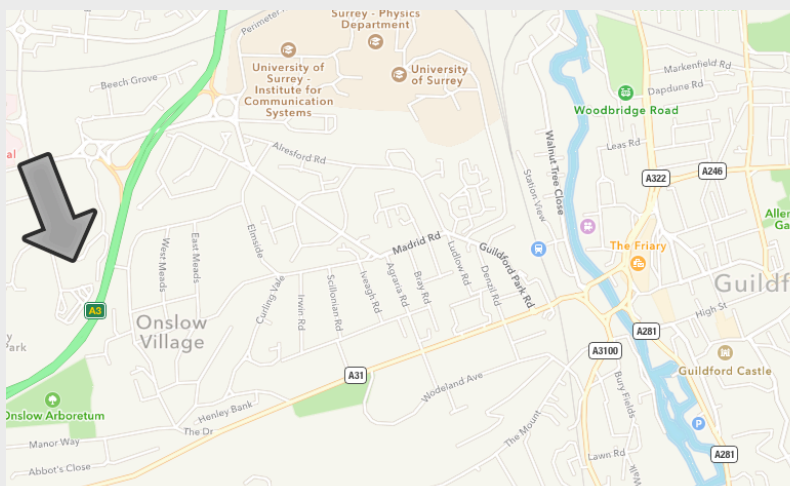 Surrey - Physics
Department
Perimeter
University of
Surrey -
Institute for
Communication
Systems
University
of Surrey
Beech Grove
Markenfield Rd
Dapdune Rd
Woodbridge Road
Alresford Rd
Leas Rd
Walnut Tree Close
Station View
A322
A246
al
Allen
Ga
Elmside
West Meads
East Meads
Madrid Rd
Guildford Park Rd
The Friary
Ludlow Rd
Bray Rd
Denzil Rd
Agraria Rd
Iveagh Rd
Scillonian Rd
Irwin Rd
Curling Vale
Guildf
A3
High St
Onslow
Village
A281
y
Park
A3100
A31
Guildford Castle
Wodeland Ave
Bury Fields
Onslow Arboretum
Henley Bank
The Dr
The Mount
P
Manor Way
Lawn Rd
Walk
A281
Abbot's Close